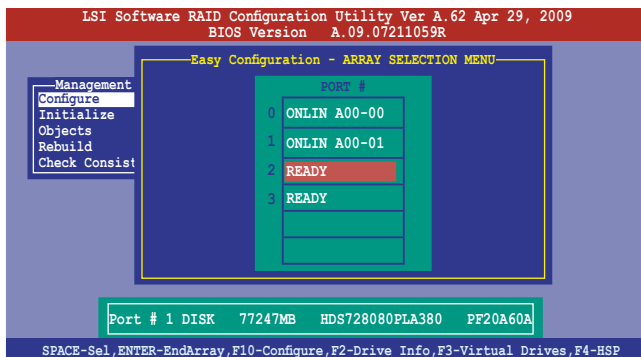 LSI Software RAID Configuration Utility Ver A.62 Apr 29, 2009
BIOS Version A.09.07211059R
Easy Configuration - ARRAY SELECTION MENU
Management
Configure
Initialize
Objects
Rebuild
Check Consist
PORT #
0 ONLIN A00-00
1 ONLIN A00-01
2 READY
3 READY
Port # 1 DISK 77247MB HDS728080PLA380 PF20A60A
SPACE-Sel,ENTER-EndArray,F10-Configure,F2-Drive Info,F3-Virtual Drives,F4-HSP